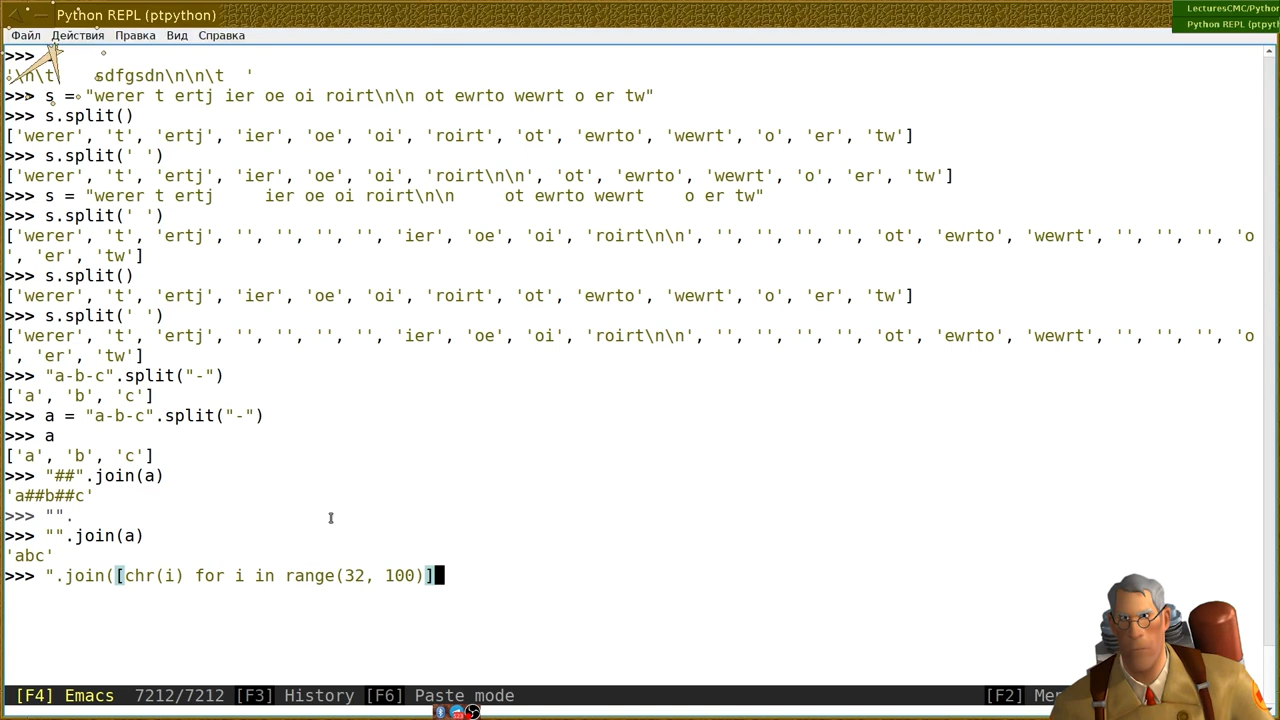 Python REPL (ptpython)
LecturesCMC/Python
Python REPL (ptpyt
Файл Действия Правка Вид Справка
>>>
'\n\t    sdfgsdn\n\n\t  '
>>> s = "werer t ertj ier oe oi roirt\n\n ot ewrto wewrt o er tw"
>>> s.split()
['werer', 't', 'ertj', 'ier', 'oe', 'oi', 'roirt', 'ot', 'ewrto', 'wewrt', 'o', 'er', 'tw']
>>> s.split(' ')
['werer', 't', 'ertj', 'ier', 'oe', 'oi', 'roirt\n\n', 'ot', 'ewrto', 'wewrt', 'o', 'er', 'tw']
>>> s = "werer t ertj     ier oe oi roirt\n\n     ot ewrto wewrt    o er tw"
>>> s.split(' ')
['werer', 't', 'ertj', '', '', '', '', 'ier', 'oe', 'oi', 'roirt\n\n', '', '', '', '', 'ot', 'ewrto', 'wewrt', '', '', '', 'o
', 'er', 'tw']
>>> s.split()
['werer', 't', 'ertj', 'ier', 'oe', 'oi', 'roirt', 'ot', 'ewrto', 'wewrt', 'o', 'er', 'tw']
>>> s.split(' ')
['werer', 't', 'ertj', '', '', '', '', 'ier', 'oe', 'oi', 'roirt\n\n', '', '', '', '', 'ot', 'ewrto', 'wewrt', '', '', '', 'o
', 'er', 'tw']
>>> "a-b-c".split("-")
['a', 'b', 'c']
>>> a = "a-b-c".split("-")
>>> a
['a', 'b', 'c']
>>> "##".join(a)
'a##b##c'
>>> "".
>>> "".join(a)
'abc'
>>> ".join([chr(i) for i in range(32, 100)]
[F4] Emacs 7212/7212 [F3] History [F6] Paste mode [F2]